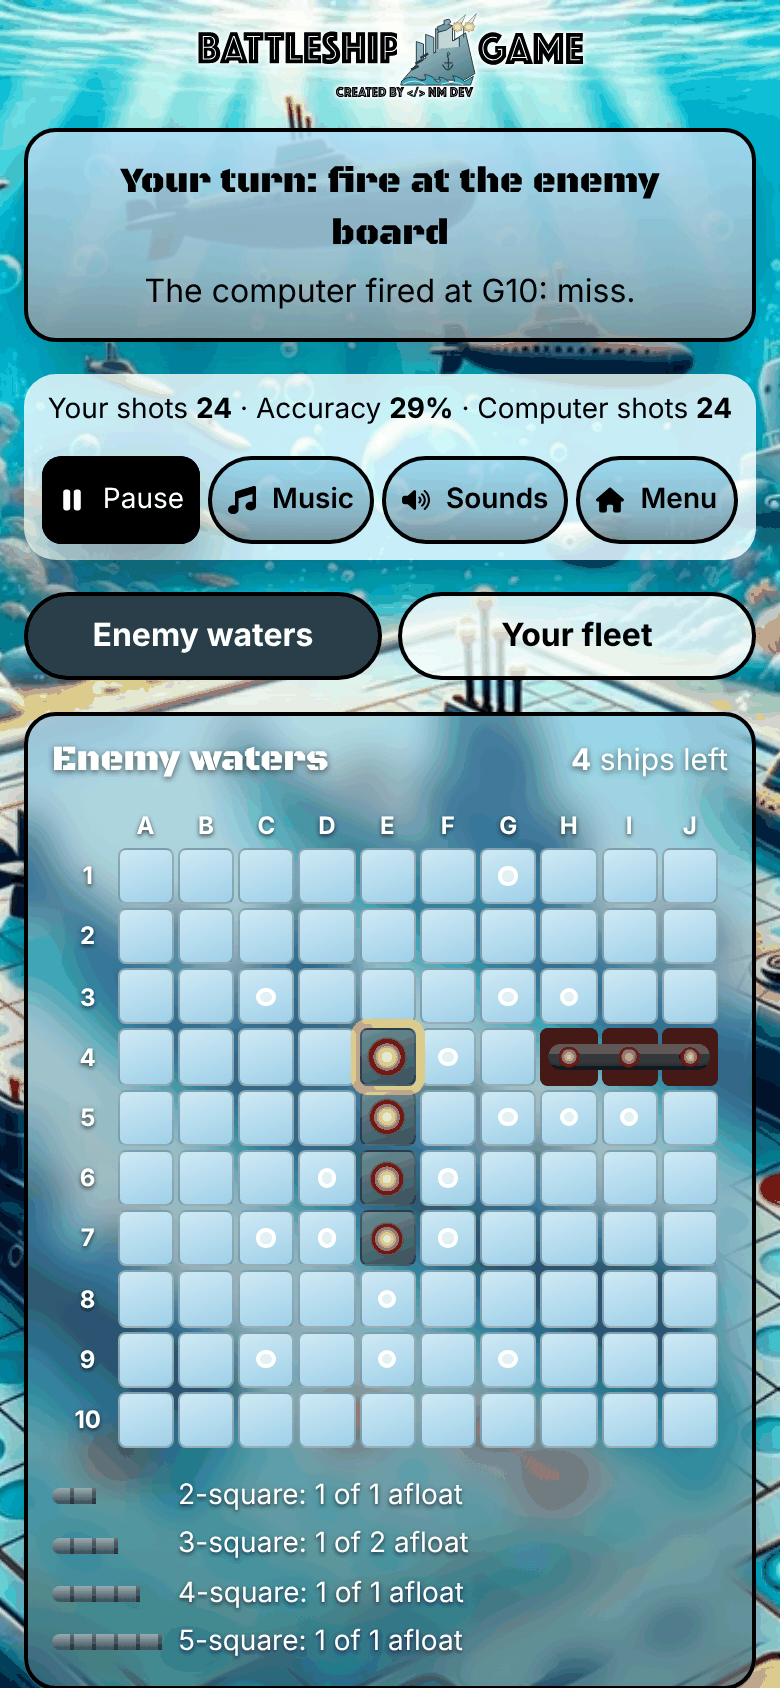 BATTLESHIP GAME
CREATED BY </> NM DEV
Your turn: fire at the enemy
board
The computer fired at G10: miss.
Your shots 24 · Accuracy 29% · Computer shots 24
Pause Music Sounds Menu
Enemy waters Your fleet
Enemy waters 4 ships left
A B C D E F G H I J
1
2
3
4
5
6
7
8
9
10
2-square: 1 of 1 afloat
3-square: 1 of 2 afloat
4-square: 1 of 1 afloat
5-square: 1 of 1 afloat